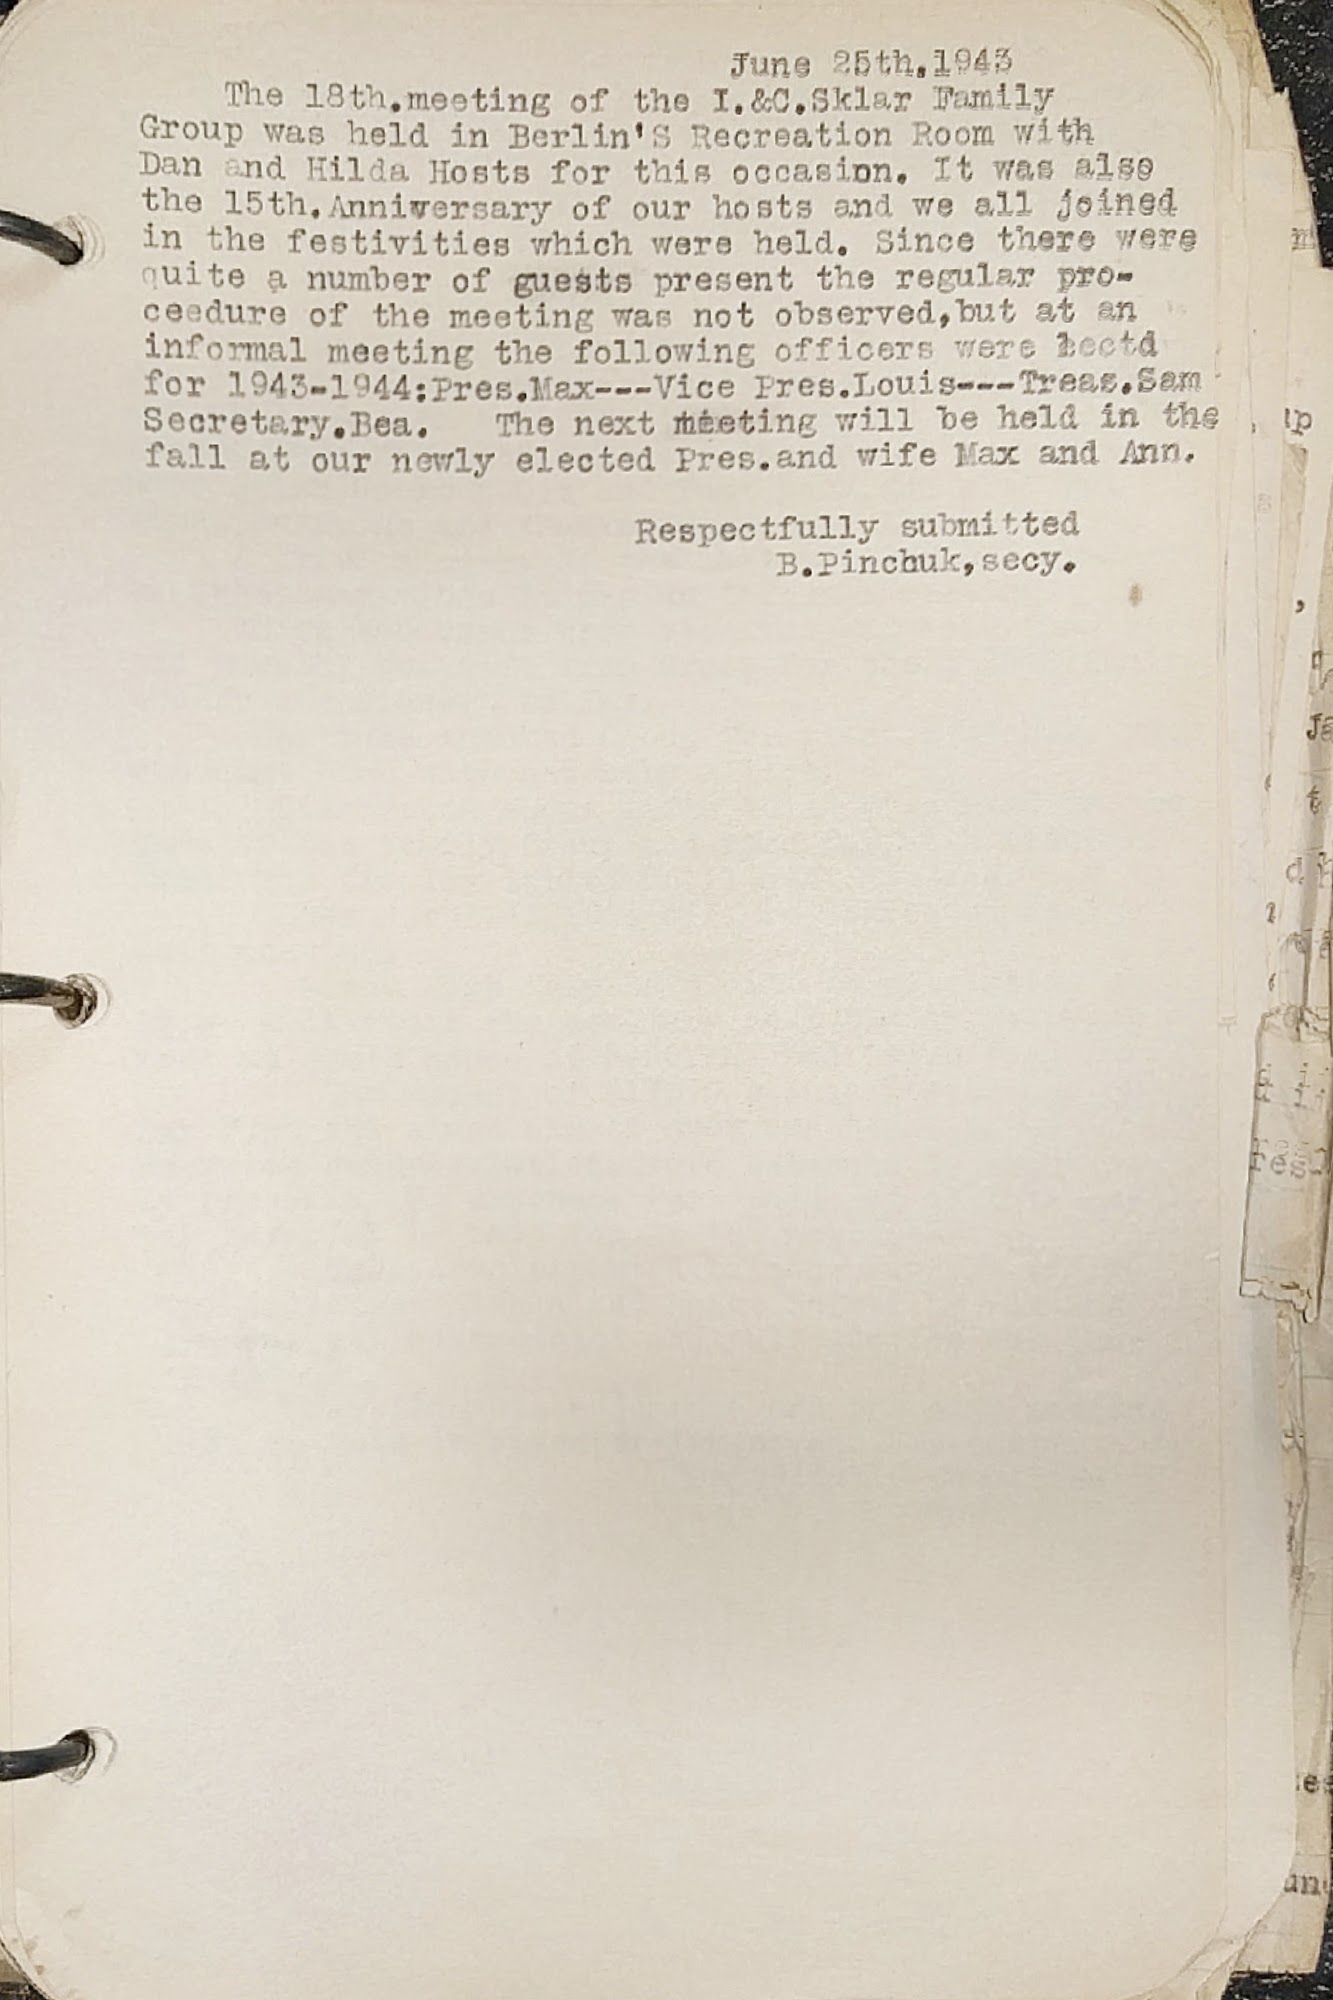 June 25th.1943
The 18th.meeting of the I.&C.Sklar Family
Group was held in Berlin'S Recreation Room with
Dan and Hilda Hosts for this occasion. It was also
the 15th.Anniversary of our hosts and we all joined
in the festivities which were held. Since there were
quite a number of guests present the regular pro-
ceedure of the meeting was not observed,but at an
informal meeting the following officers were
for 1943-1944:Pres.Max---Vice Pres.Louis---Treas.Sam
Secretary.Bea. The next meeting will be held in the
fall at our newly elected Pres.and wife Max and Ann.
Respectfully submitted
B.Pinchuk,secy.